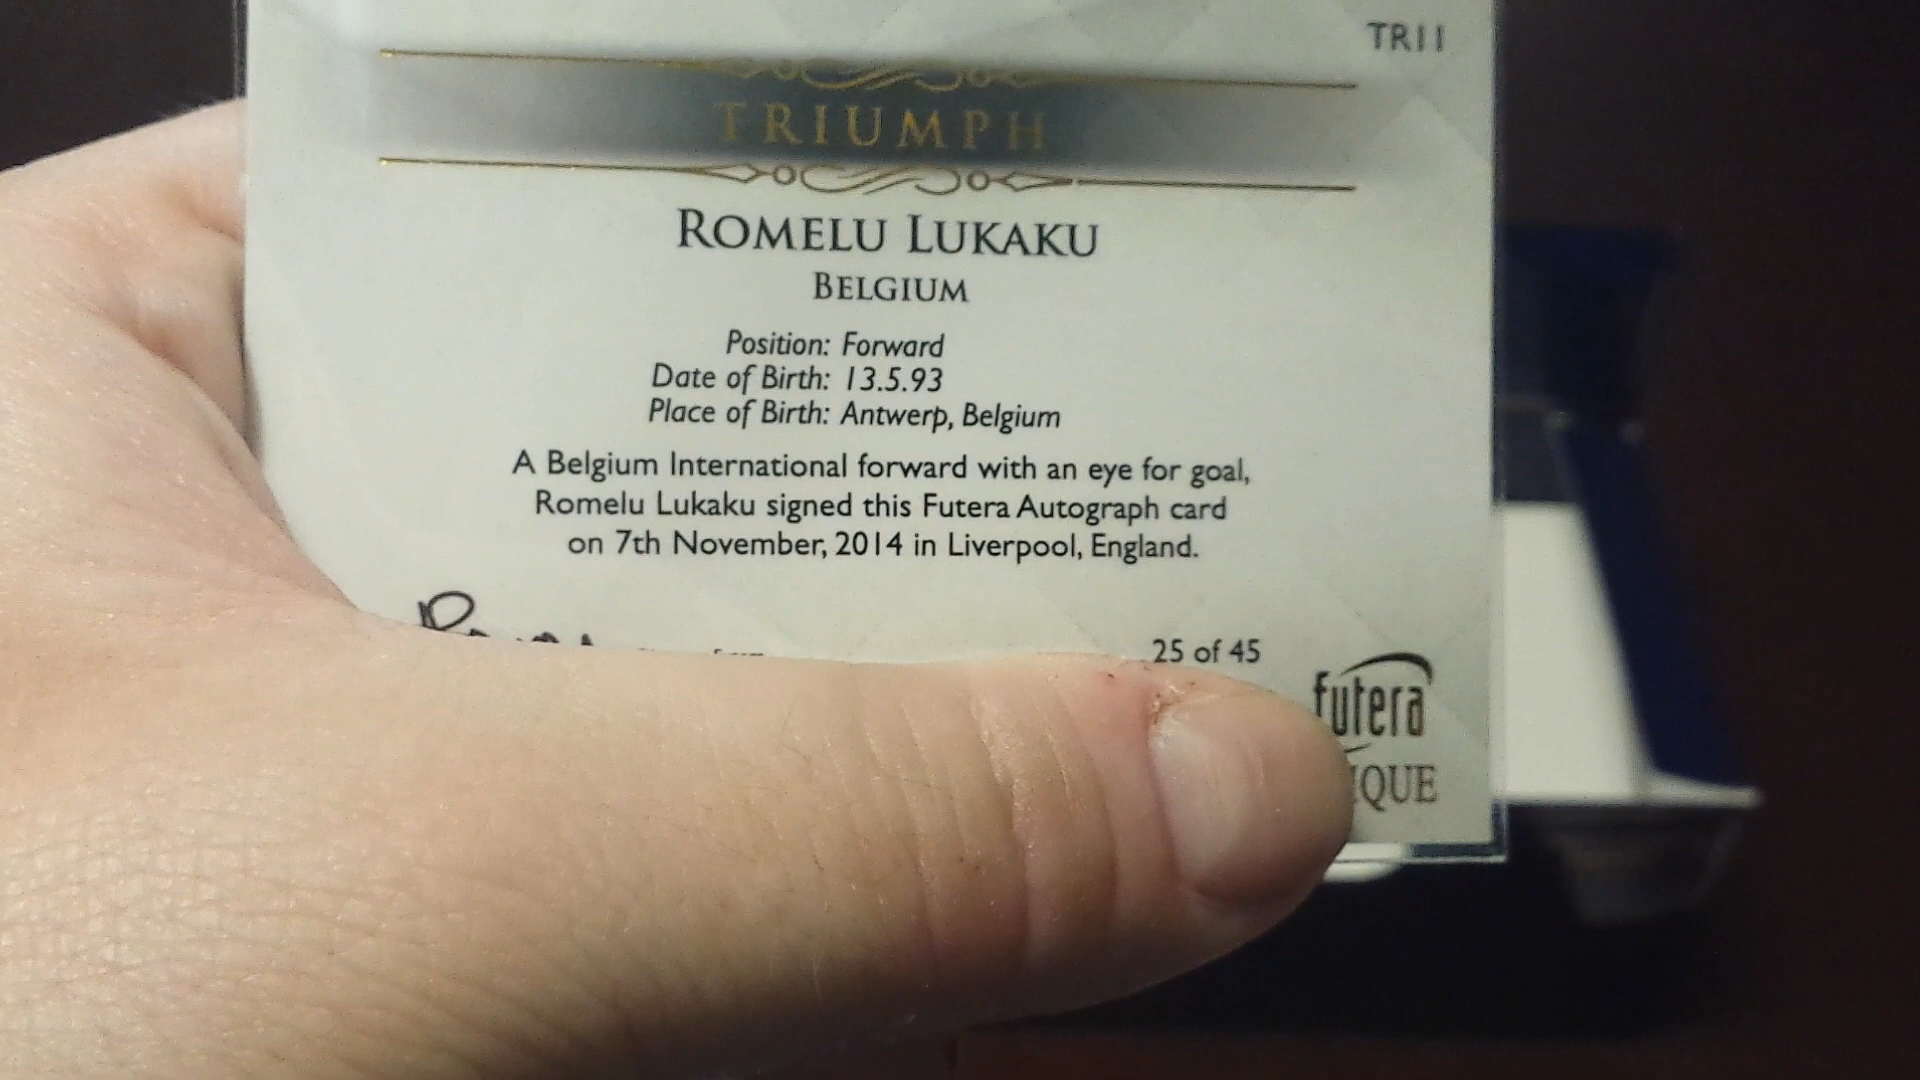 TR11
TRIUMPH
ROMELU LUKAKU
BELGIUM
Position: Forward
Date of Birth: 13.5.93
Place of Birth: Antwerp, Belgium
A Belgium International forward with an eye for goal,
Romelu Lukaku signed this Futera Autograph card
on 7th November, 2014 in Liverpool, England.
25 of 45
futera
IQUE